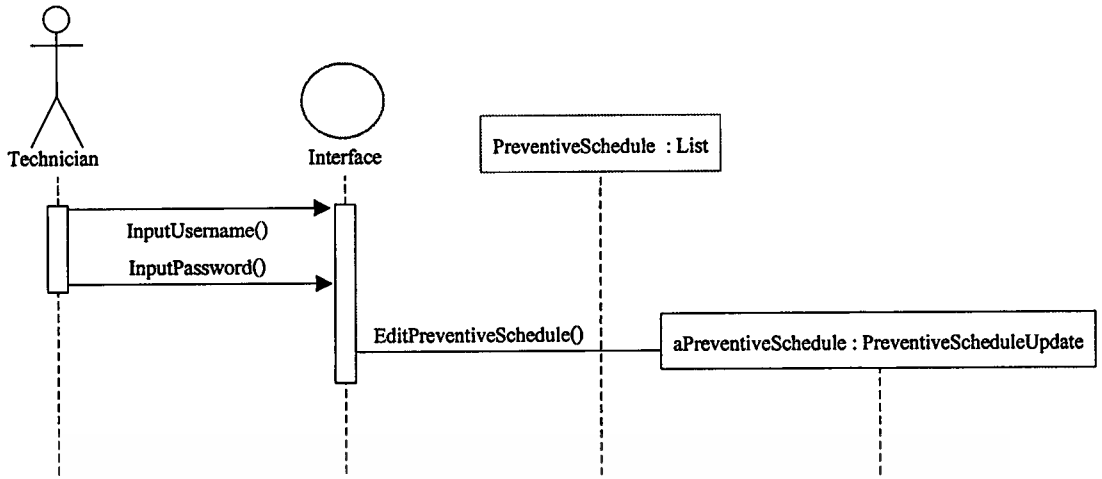 Technician
Interface
PreventiveSchedule : List
InputUsername()
InputPassword()
EditPreventiveSchedule()
aPreventiveSchedule : PreventiveScheduleUpdate